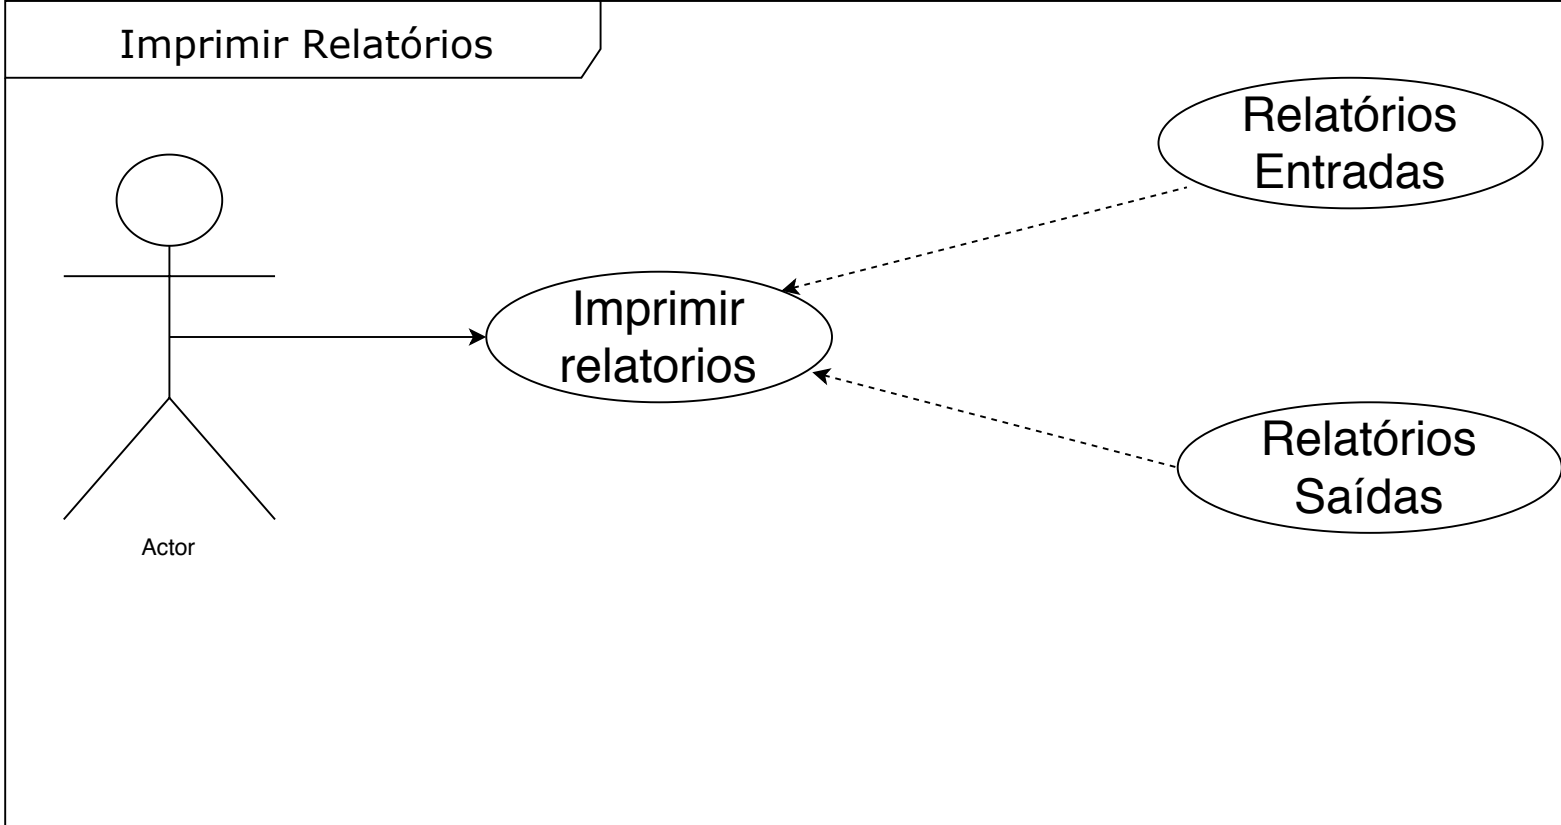 Imprimir Relatórios
Relatórios
Entradas
Imprimir
relatorios
Relatórios
Saídas
Actor